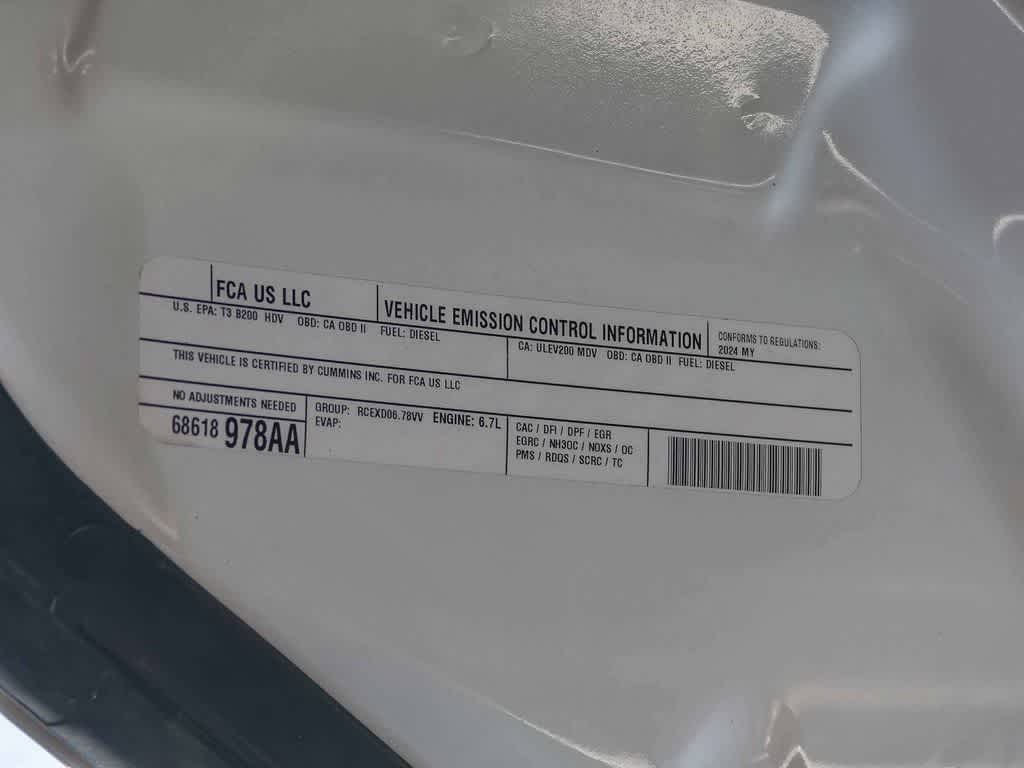 FCA US LLC
VEHICLE EMISSION CONTROL INFORMATION
CONFORMS TO REGULATIONS:
2024 MY
U.S. EPA: T3 B200 HDV OBD: CA OBD II FUEL: DIESEL
CA: ULEV200 MDV OBD: CA OBD II FUEL: DIESEL
THIS VEHICLE IS CERTIFIED BY CUMMINS INC. FOR FCA US LLC
NO ADJUSTMENTS NEEDED
68618 978AA
GROUP: RCEXD06.78VV ENGINE: 6.7L
EVAP:
CAC / DFI / DPF / EGR
EGRC / NH3OC / NOXS / OC
PMS / RDQS / SCRC / TC